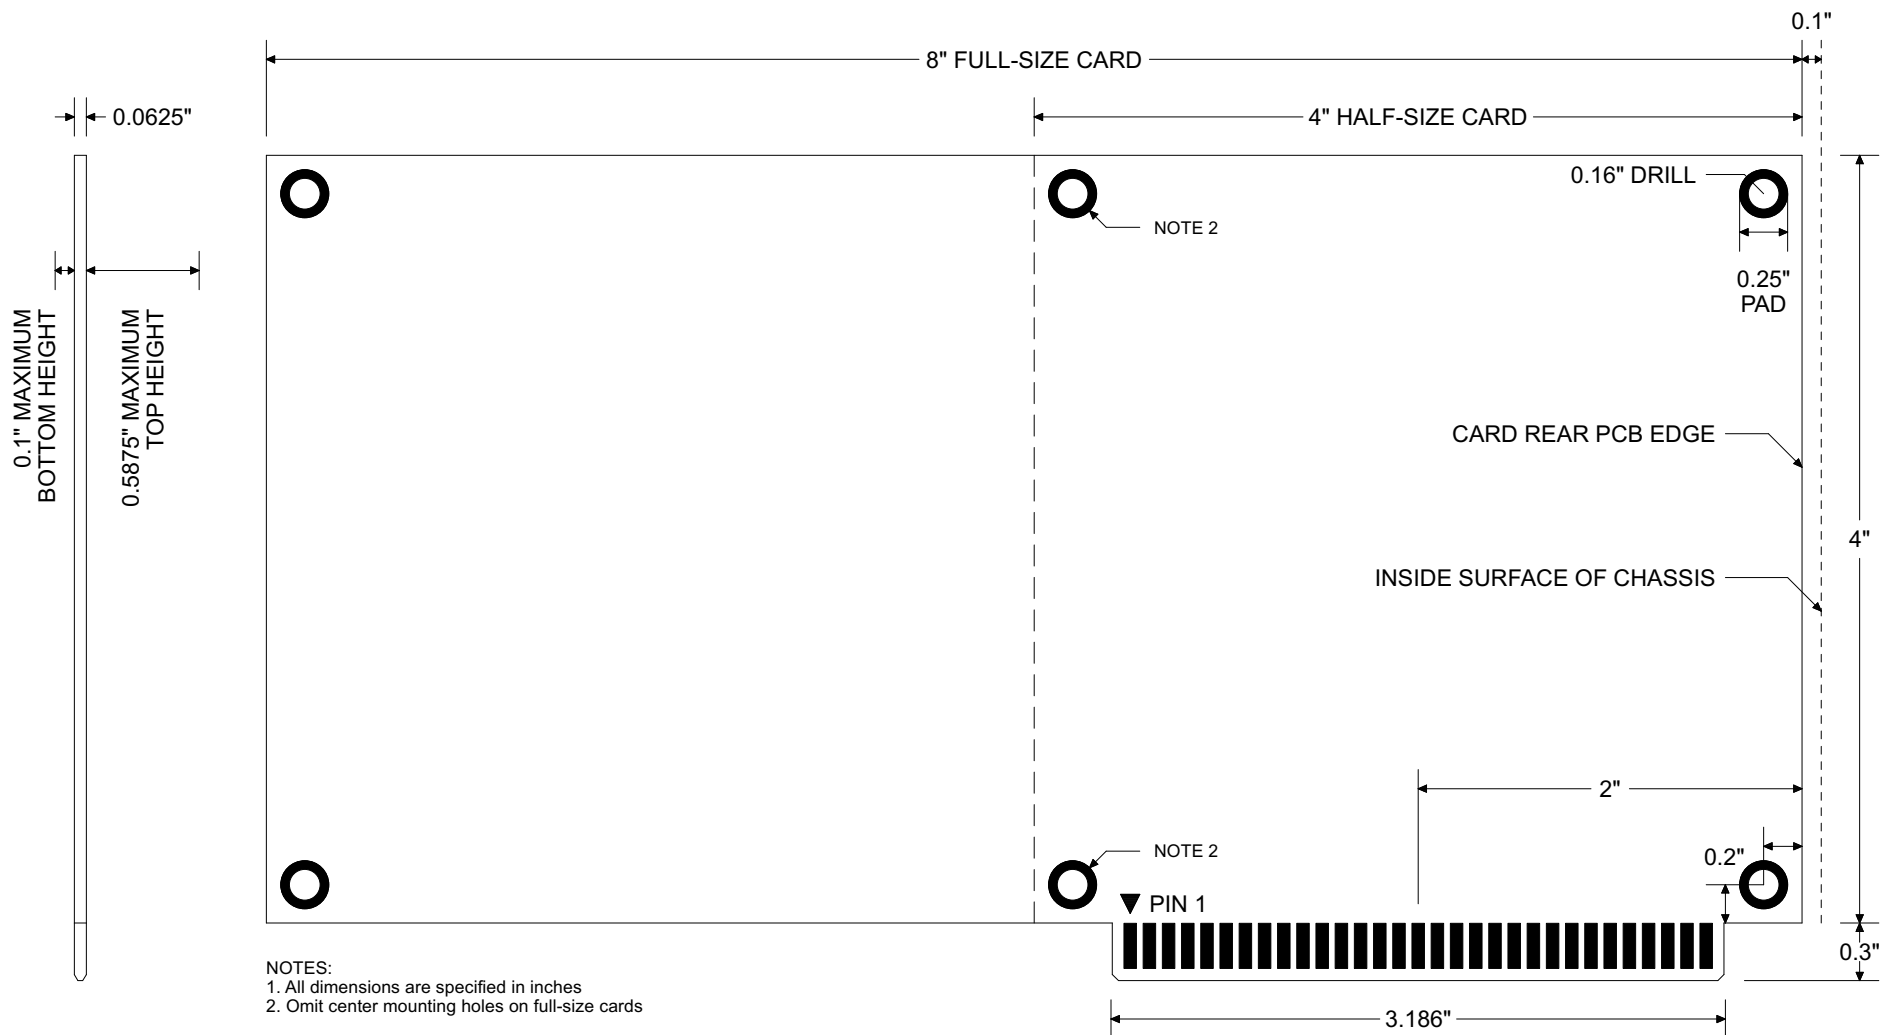 0.1"
8" FULL-SIZE CARD
0.0625"
4" HALF-SIZE CARD
0.16" DRILL
NOTE 2
0.25"
PAD
0.1" MAXIMUM
BOTTOM HEIGHT
0.5875" MAXIMUM
TOP HEIGHT
CARD REAR PCB EDGE
4"
INSIDE SURFACE OF CHASSIS
2"
NOTE 2
0.2"
PIN 1
0.3"
NOTES:
1. All dimensions are specified in inches
2. Omit center mounting holes on full-size cards
3.186"